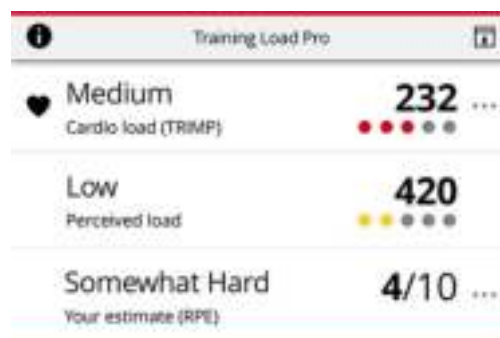 Training Load Pro
Medium 232 ...
Cardio load (TRIMP)
Low 420
Perceived load
Somewhat Hard 4/10 ...
Your estimate (RPE)